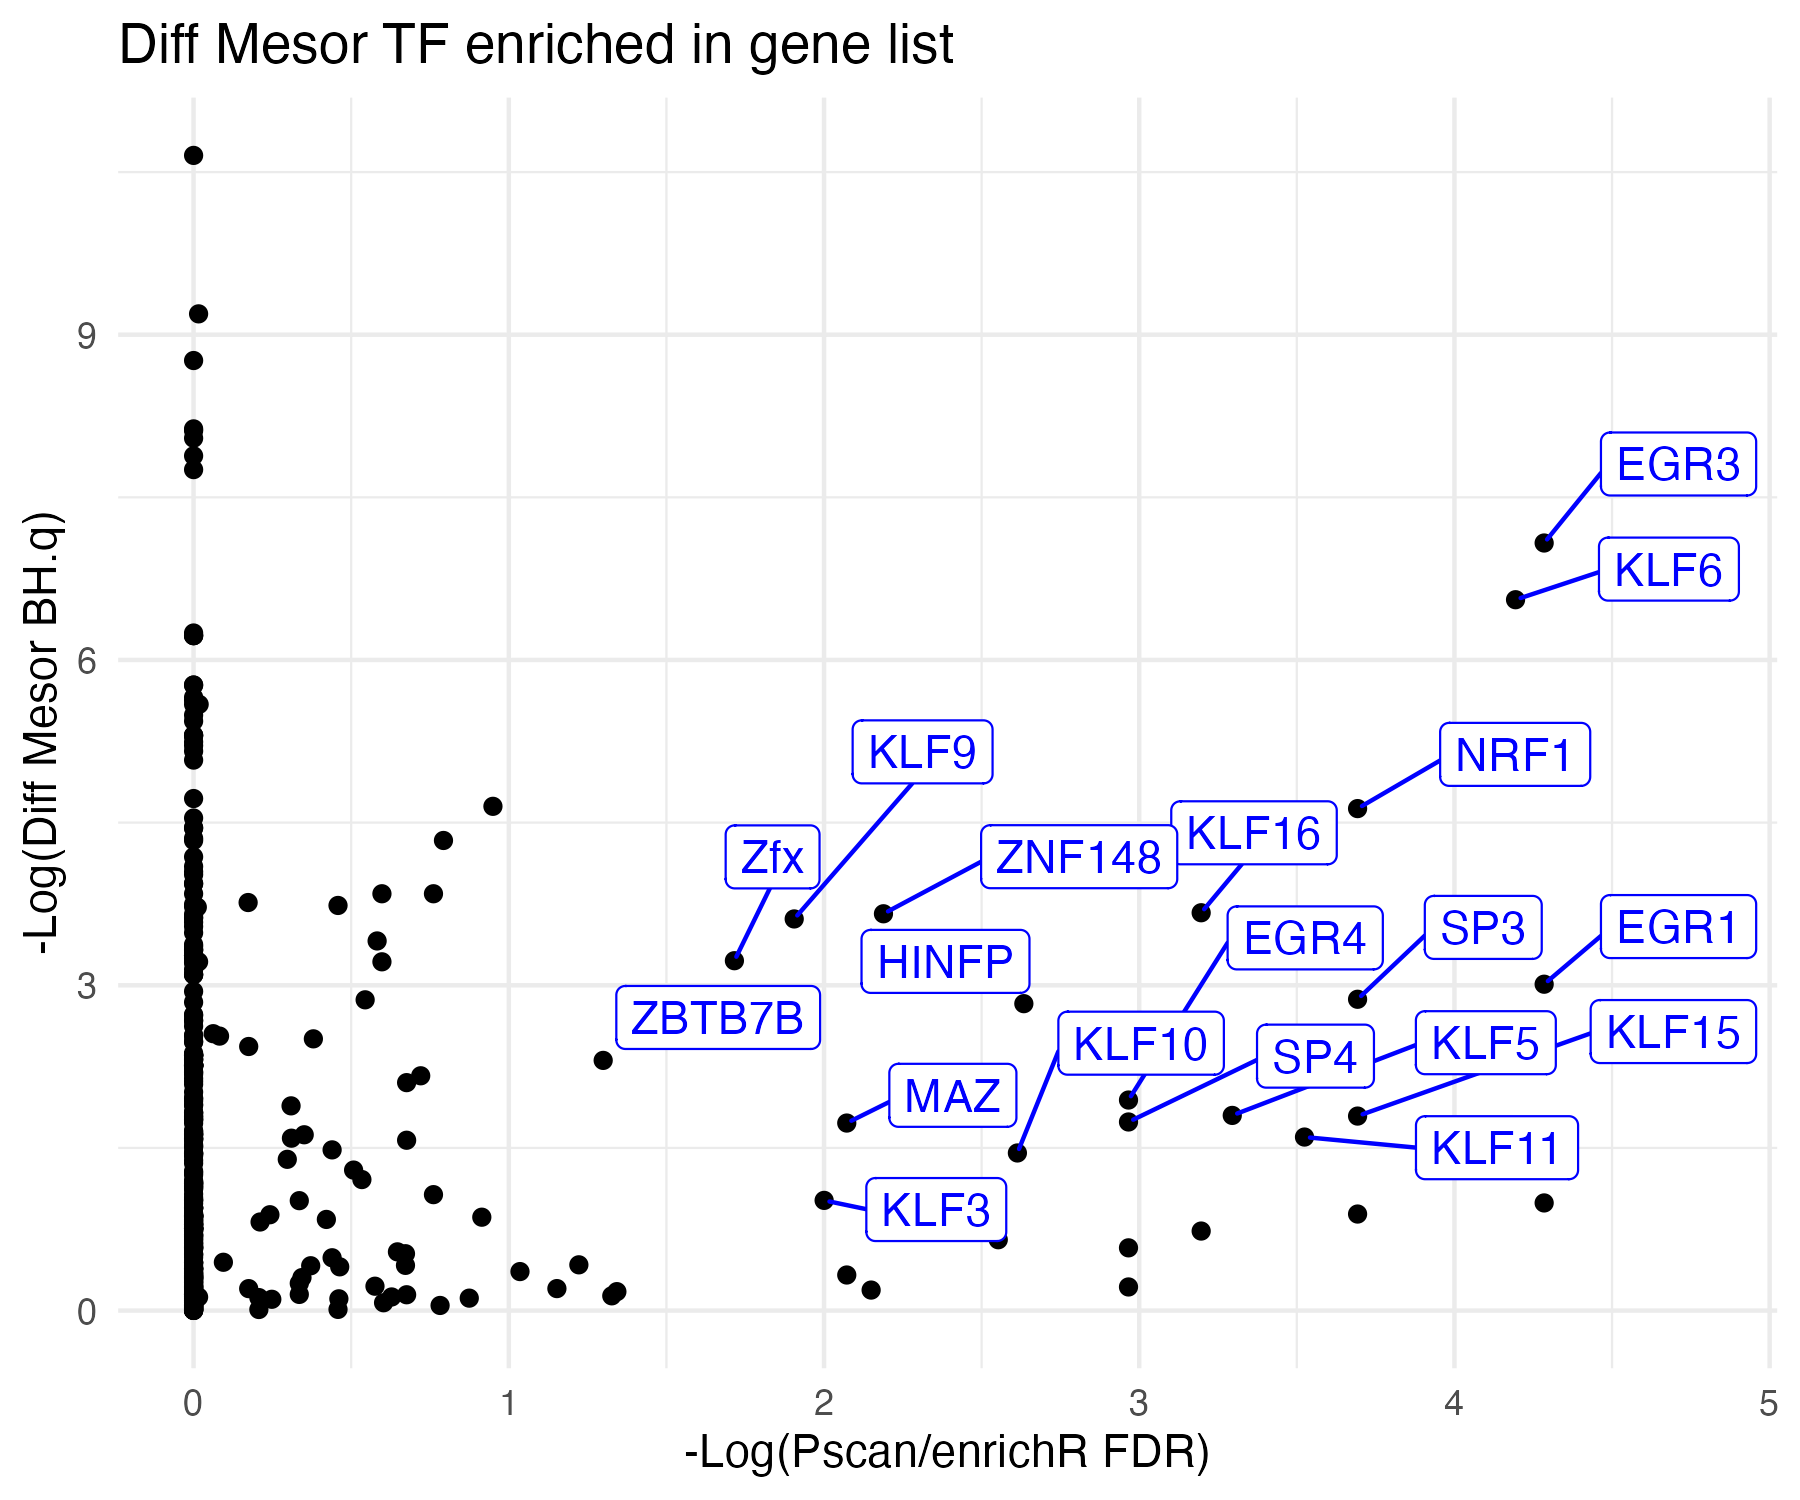 Diff Mesor TF enriched in gene list
-Log(Diff Mesor BH.q)
9
6
3
0
EGR3
KLF6
KLF9
NRF1
KLF16
Zfx
ZNF148
EGR4
SP3
EGR1
HINFP
ZBTB7B
KLF10
SP4
KLF5
KLF15
MAZ
KLF11
KLF3
0 1 2 3 4 5
-Log(Pscan/enrichR FDR)